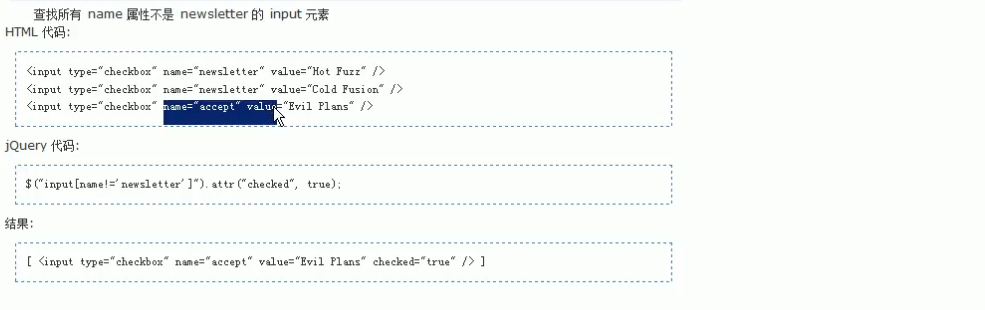 查找所有 name 属性不是 newsletter 的 input 元素
HTML 代码:
<input type="checkbox" name="newsletter" value="Hot Fuzz" />
<input type="checkbox" name="newsletter" value="Cold Fusion" />
<input type="checkbox" name="accept" value="Evil Plans" />
jQuery 代码:
$("input[name!='newsletter']").attr("checked", true);
结果:
[ <input type="checkbox" name="accept" value="Evil Plans" checked="true" /> ]